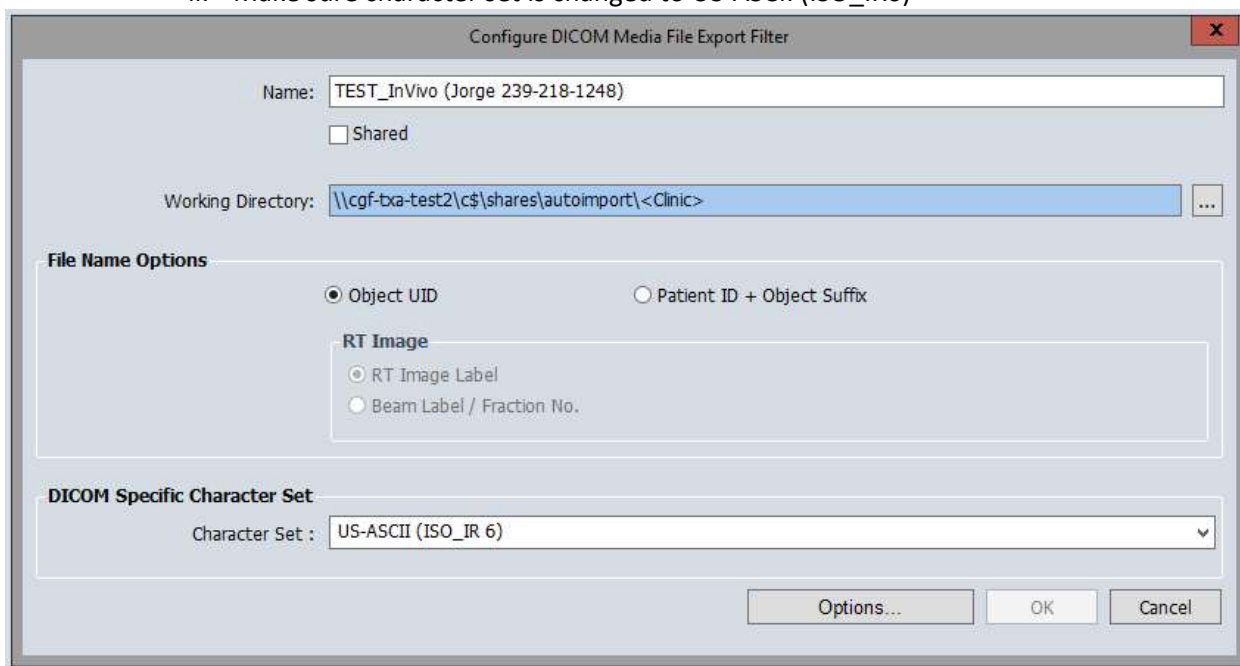 Configure DICOM Media File Export Filter
X
Name: TEST_InVivo (Jorge 239-218-1248)
Shared
Working Directory: \\cgf-txa-test2\c$\shares\autoimport\<Clinic> ...
File Name Options
Object UID Patient ID + Object Suffix
RT Image
RT Image Label
Beam Label / Fraction No.
DICOM Specific Character Set
Character Set : US-ASCII (ISO_IR 6)
Options... OK Cancel